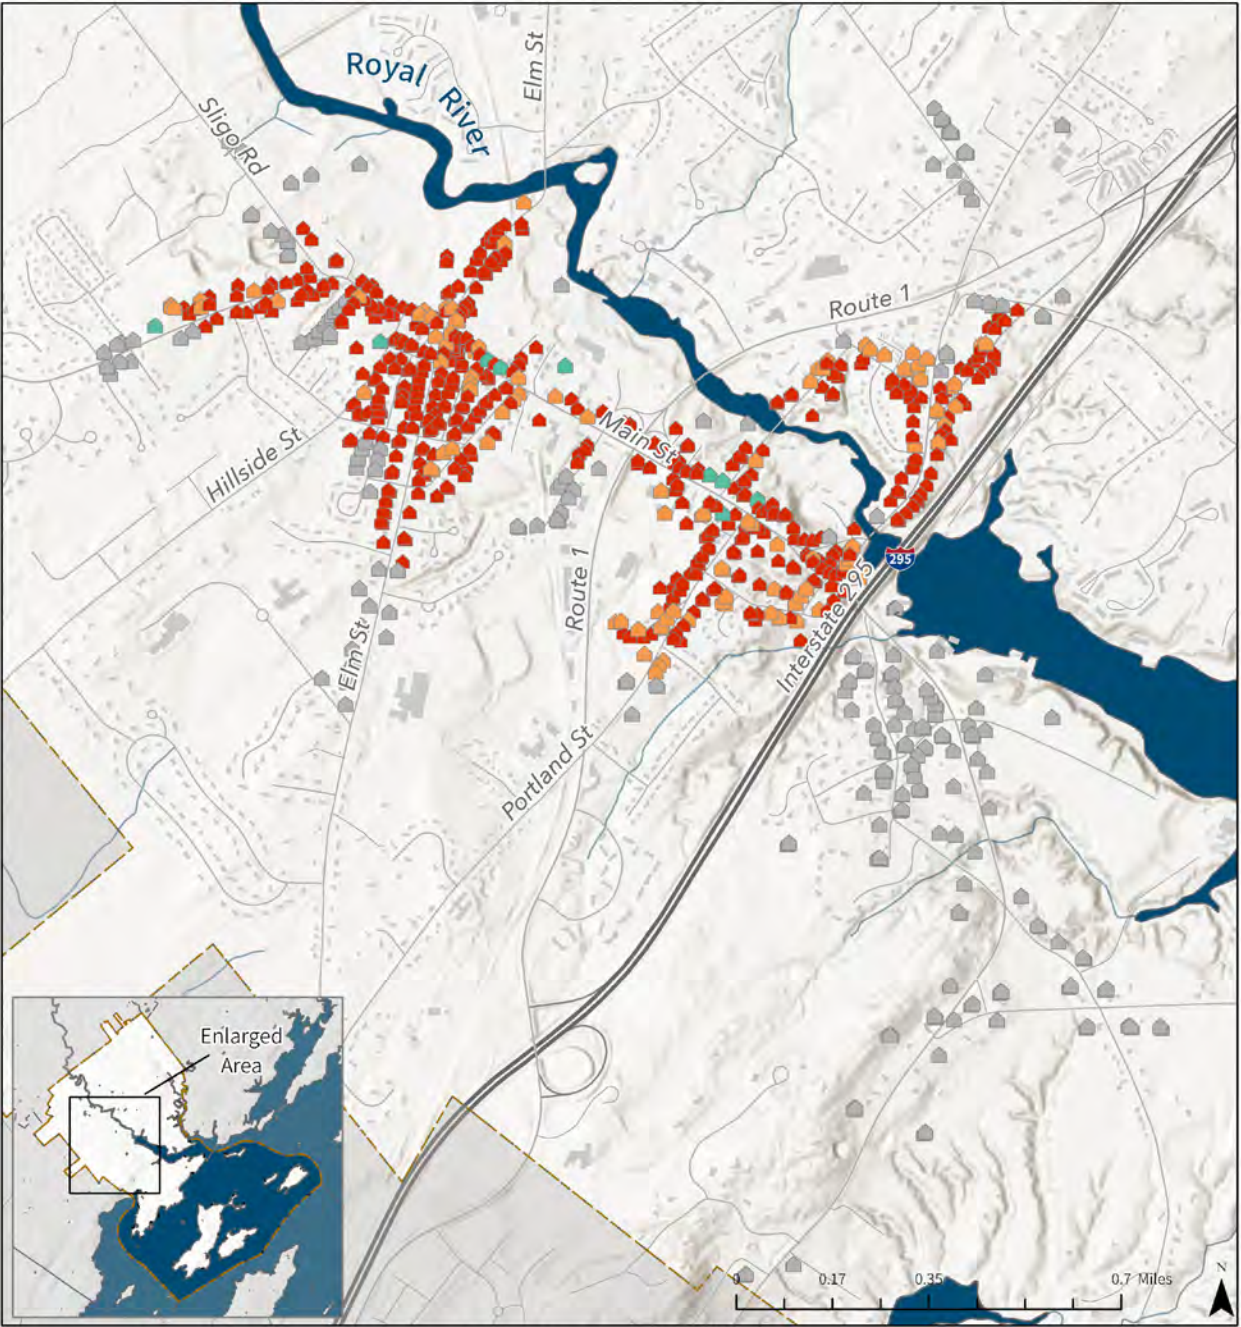 Elm St
Royal
River
Sligo Rd
Route 1
Main St
Hillside St
295
Route 1
Interstate 295
Elm St
Portland St
Enlarged
Area
N
0 0.17 0.35 0.7 Miles